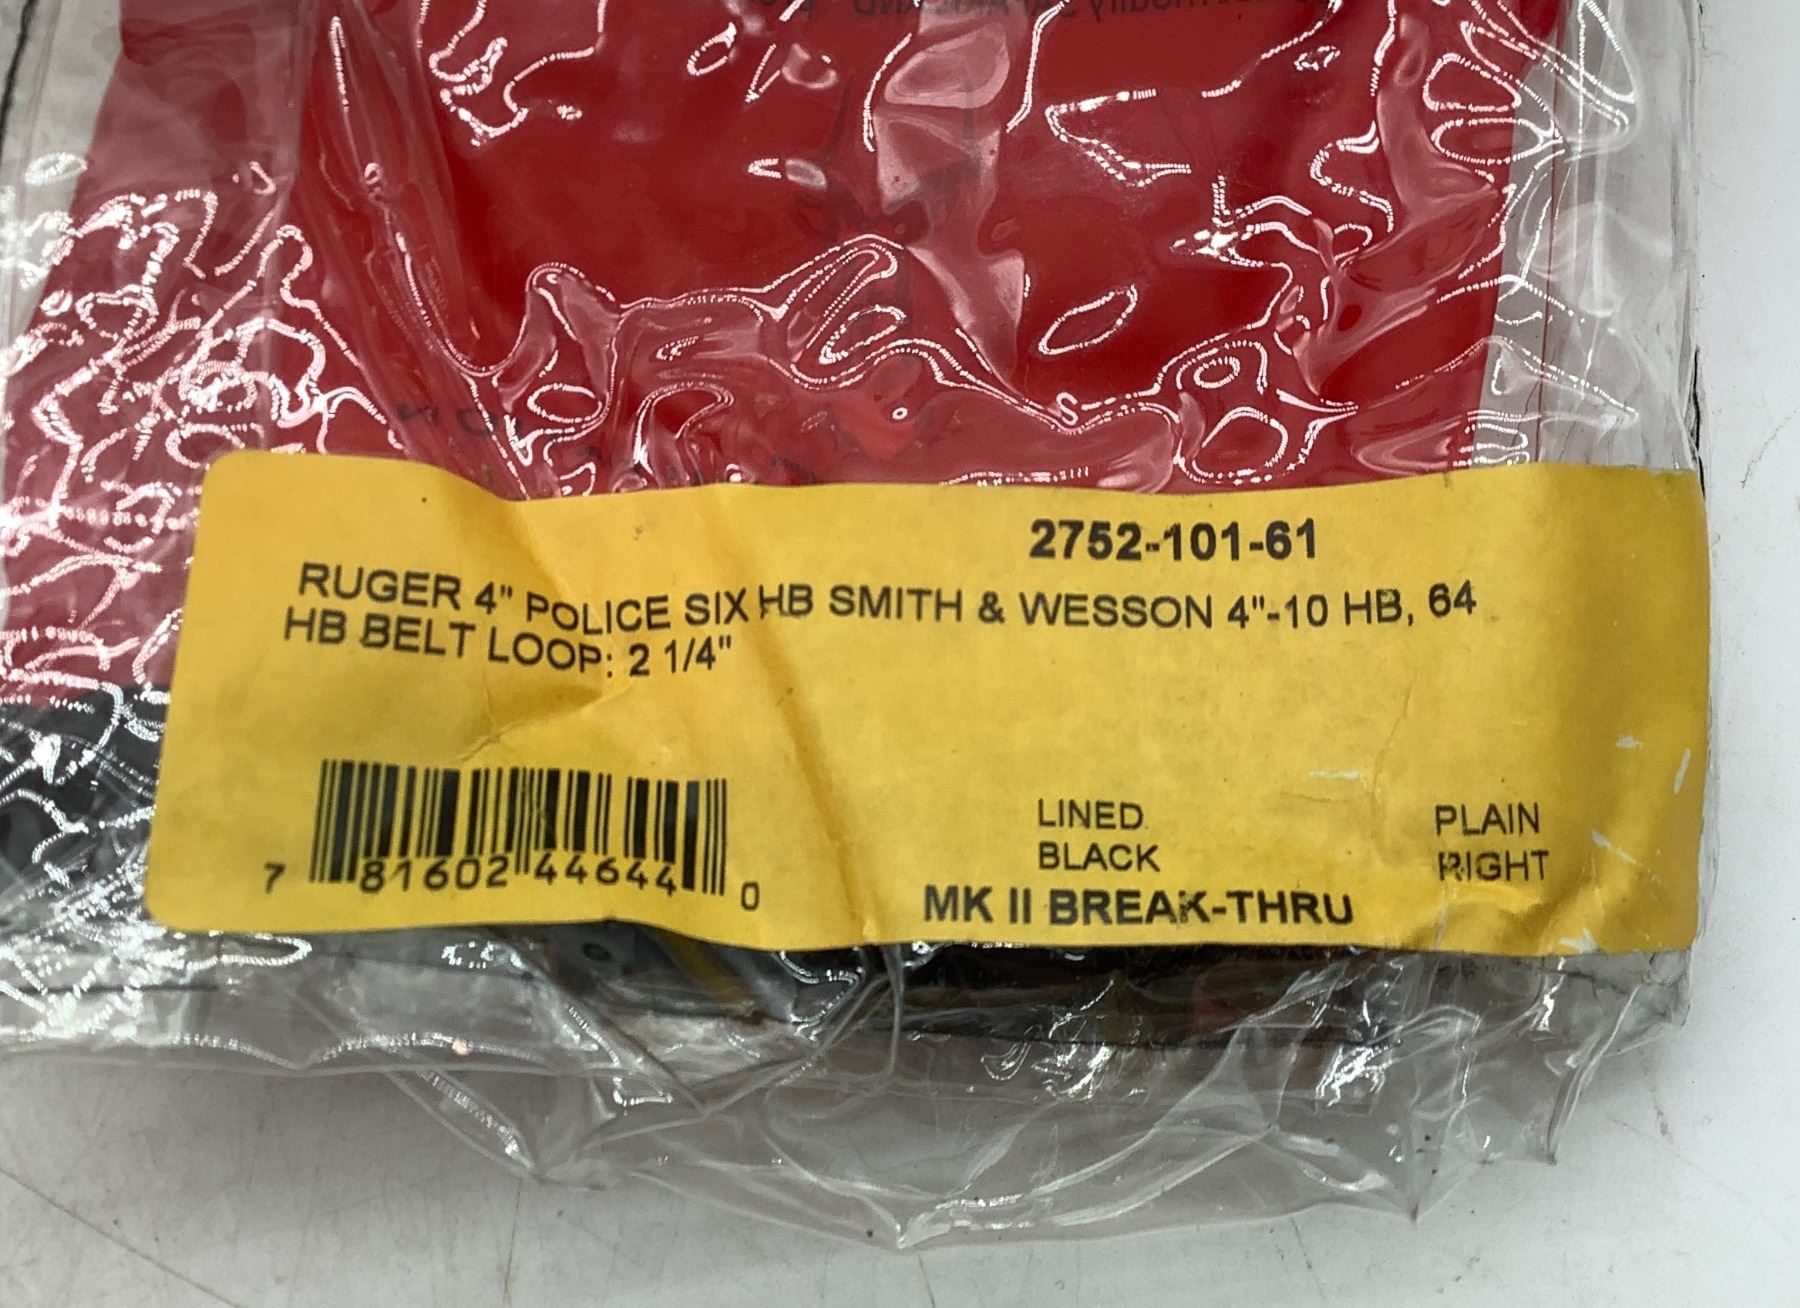 2752-101-61
RUGER 4" POLICE SIX HB SMITH & WESSON 4"-10 HB, 64
HB BELT LOOP: 2 1/4"
LINED PLAIN
BLACK RIGHT
MK II BREAK-THRU
7 81602 44644 0